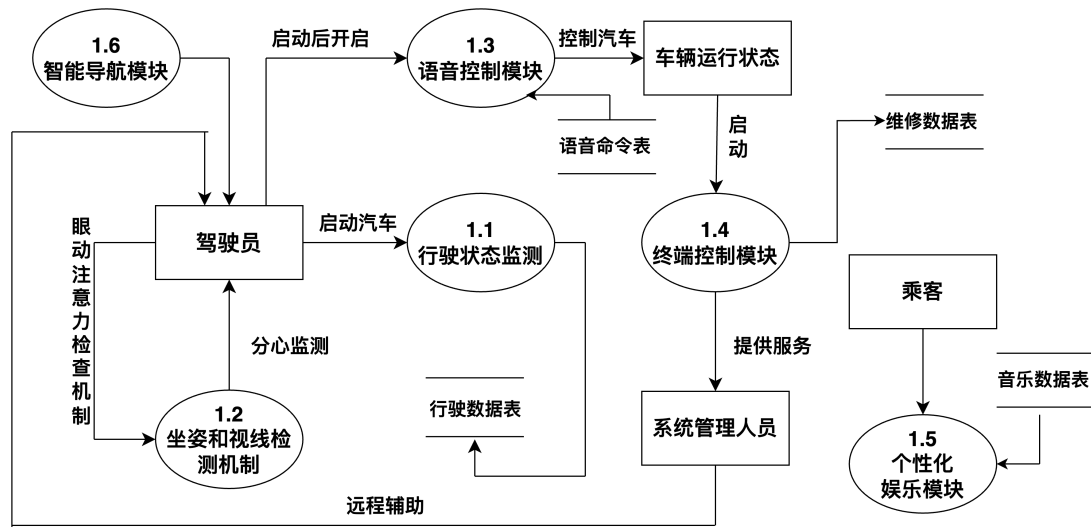 1.6
智能导航模块
启动后开启
1.3
语音控制模块
控制汽车
车辆运行状态
语音命令表
启
动
维修数据表
眼
动
注
意
力
检
查
机
制
驾驶员
启动汽车
1.1
行驶状态监测
1.4
终端控制模块
乘客
分心监测
提供服务
行驶数据表
音乐数据表
1.2
坐姿和视线检
测机制
系统管理人员
1.5
个性化
娱乐模块
远程辅助